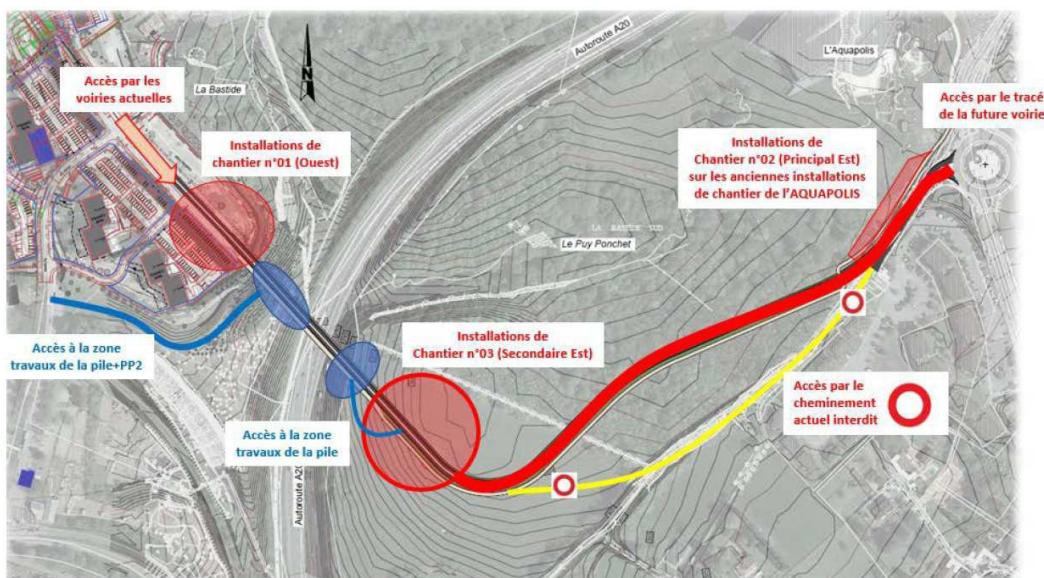 Accès par les
voiries actuelles
La Bastide
N
Autoroute A20
L'Aquapolis
Accès par le tracé
de la future voirie
Installations de
chantier n°01 (Ouest)
Installations de
Chantier n°02 (Principal Est)
sur les anciennes installations
de chantier de l'AQUAPOLIS
LA BASTIDE SUD
Le Puy Ponchet
Accès à la zone
travaux de la pile+PP2
Installations de
Chantier n°03 (Secondaire Est)
Accès par le
cheminement
actuel interdit
Accès à la zone
travaux de la pile
Autoroute A20